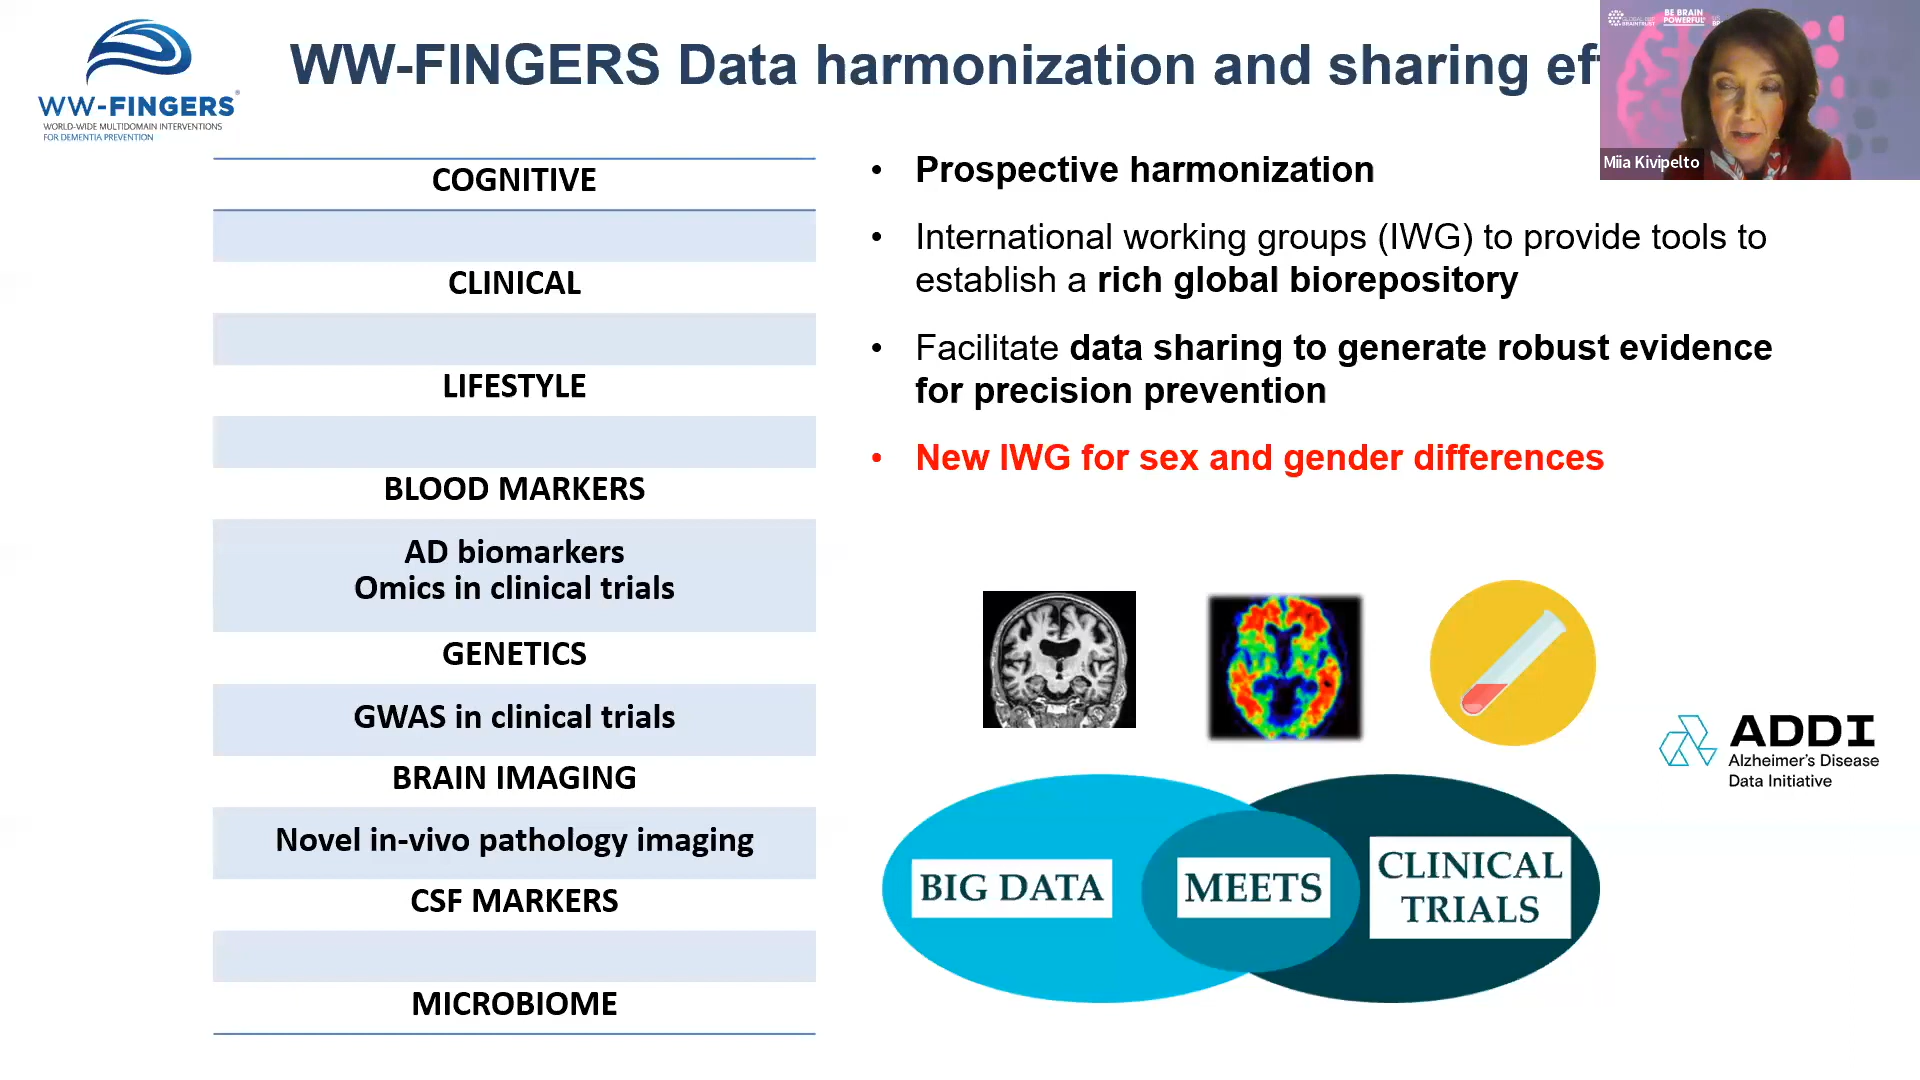 WW-FINGERS Data harmonization and sharing ef
WW-FINGERS
WORLD-WIDE MULTIDOMAIN INTERVENTIONS
FOR DEMENTIA PREVENTION
BE BRAIN
POWERFUL
Miia Kivipelto
COGNITIVE
CLINICAL
LIFESTYLE
BLOOD MARKERS
AD biomarkers
Omics in clinical trials
GENETICS
GWAS in clinical trials
BRAIN IMAGING
Novel in-vivo pathology imaging
CSF MARKERS
MICROBIOME
• Prospective harmonization
• International working groups (IWG) to provide tools to
establish a rich global biorepository
• Facilitate data sharing to generate robust evidence
for precision prevention
• New IWG for sex and gender differences
ADDI
Alzheimer's Disease
Data Initiative
BIG DATA
MEETS
CLINICAL
TRIALS